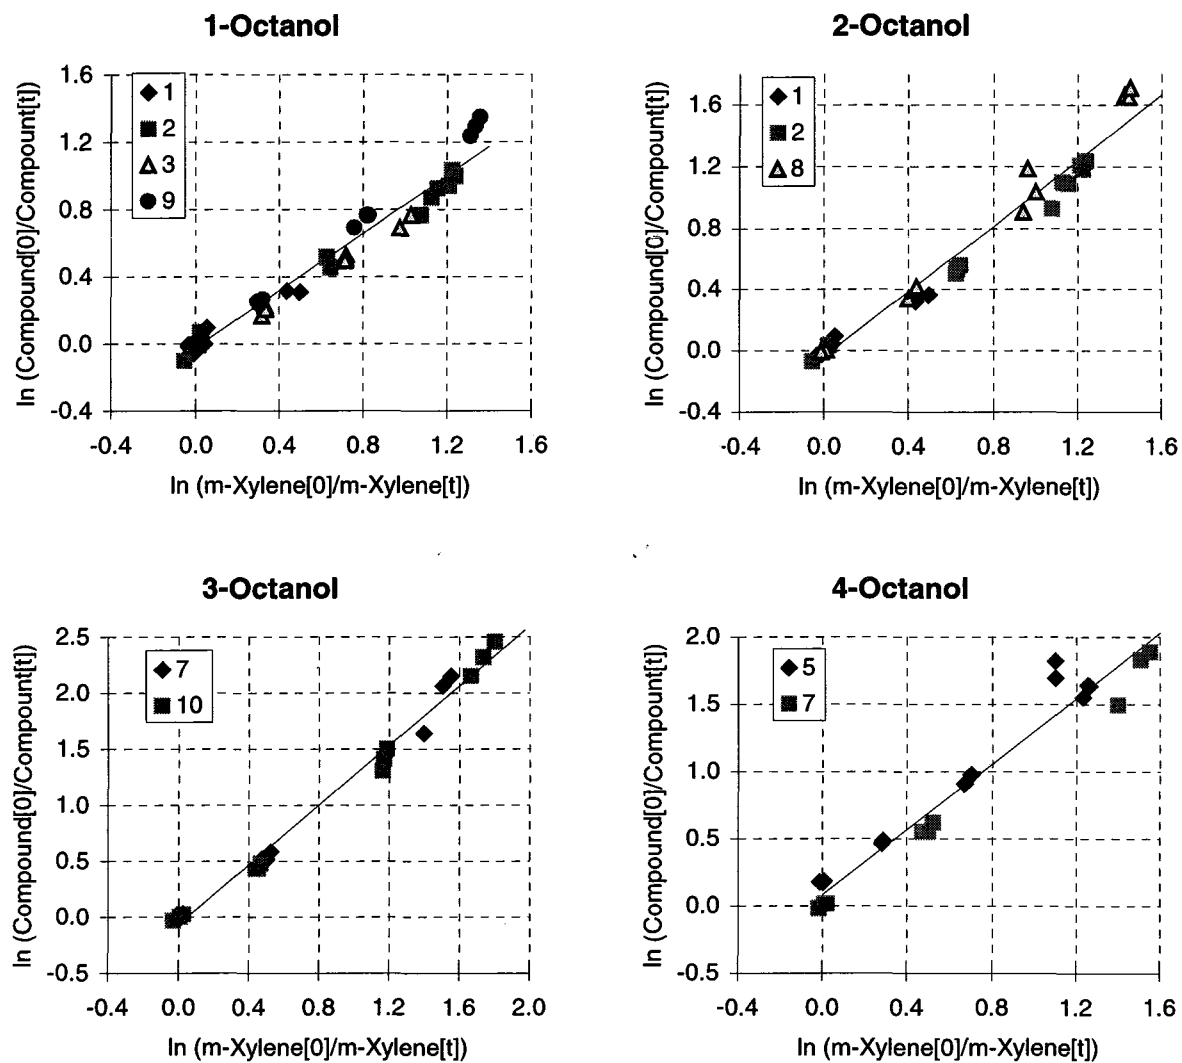 1-Octanol
ln (Compound[0]/Compount[t])
1.6
1.2
0.8
0.4
0.0
-0.4
1
2
3
9
-0.4 0.0 0.4 0.8 1.2 1.6
ln (m-Xylene[0]/m-Xylene[t])
2-Octanol
ln (Compound[0]/Compount[t])
1.6
1.2
0.8
0.4
0.0
-0.4
1
2
8
-0.4 0.0 0.4 0.8 1.2 1.6
ln (m-Xylene[0]/m-Xylene[t])
3-Octanol
ln (Compound[0]/Compount[t])
2.5
2.0
1.5
1.0
0.5
0.0
-0.5
7
10
-0.4 0.0 0.4 0.8 1.2 1.6 2.0
ln (m-Xylene[0]/m-Xylene[t])
4-Octanol
ln (Compound[0]/Compount[t])
2.0
1.5
1.0
0.5
0.0
-0.5
5
7
-0.4 0.0 0.4 0.8 1.2 1.6
ln (m-Xylene[0]/m-Xylene[t])